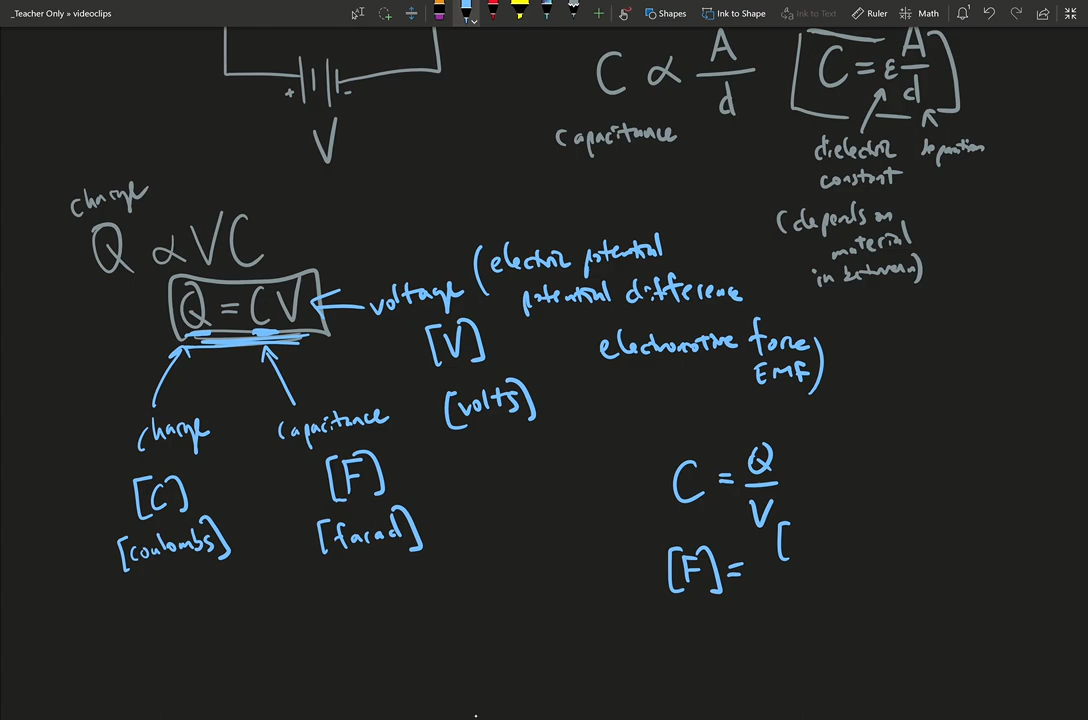 _Teacher Only » videoclips
Shapes
Ink to Shape
Ink to Text
Ruler
Math
C ∝ A/d
C = ε A/d
capacitance
dielectric
constant
separation
(depends on
material
in between)
+ -
V
charge
Q ∝ VC
Q = CV
voltage
(electric potential
potential difference
electromotive force
EMF)
[V]
[volts]
charge
[C]
[coulombs]
capacitance
[F]
[farad]
C = Q/V
[F] = [